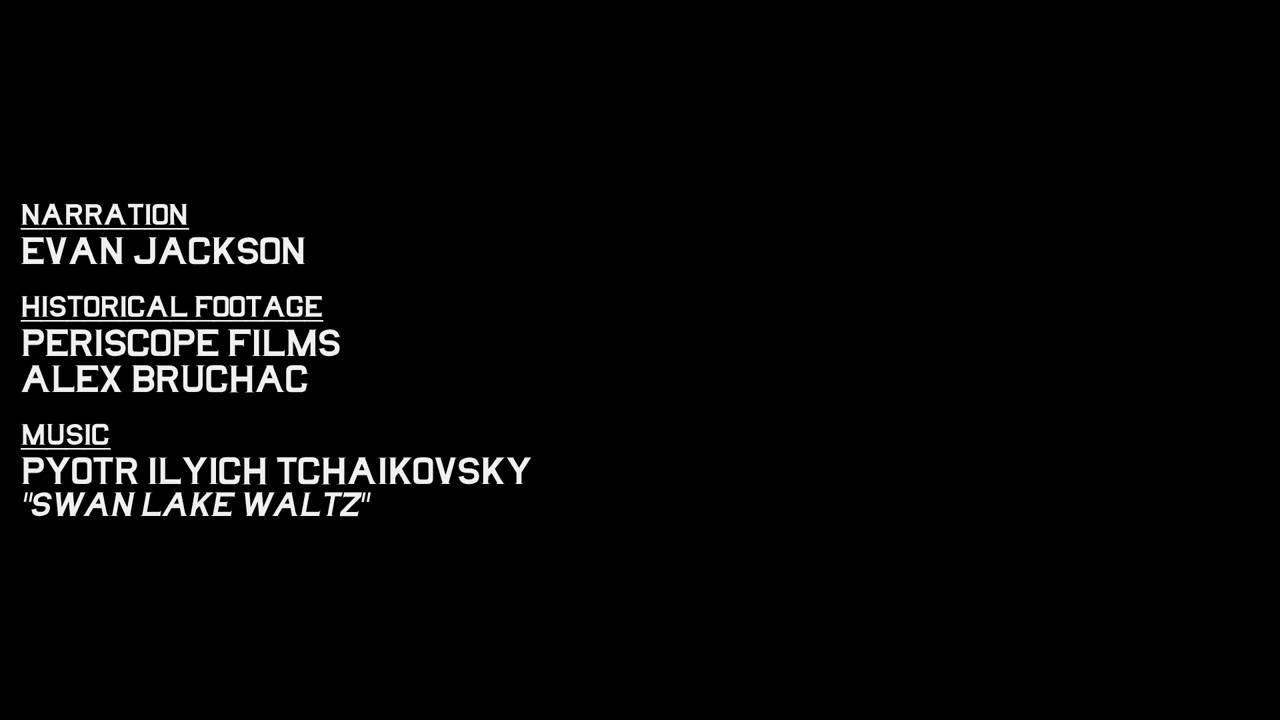 NARRATION
EVAN JACKSON
HISTORICAL FOOTAGE
PERISCOPE FILMS
ALEX BRUCHAC
MUSIC
PYOTR ILYICH TCHAIKOVSKY
"SWAN LAKE WALTZ"